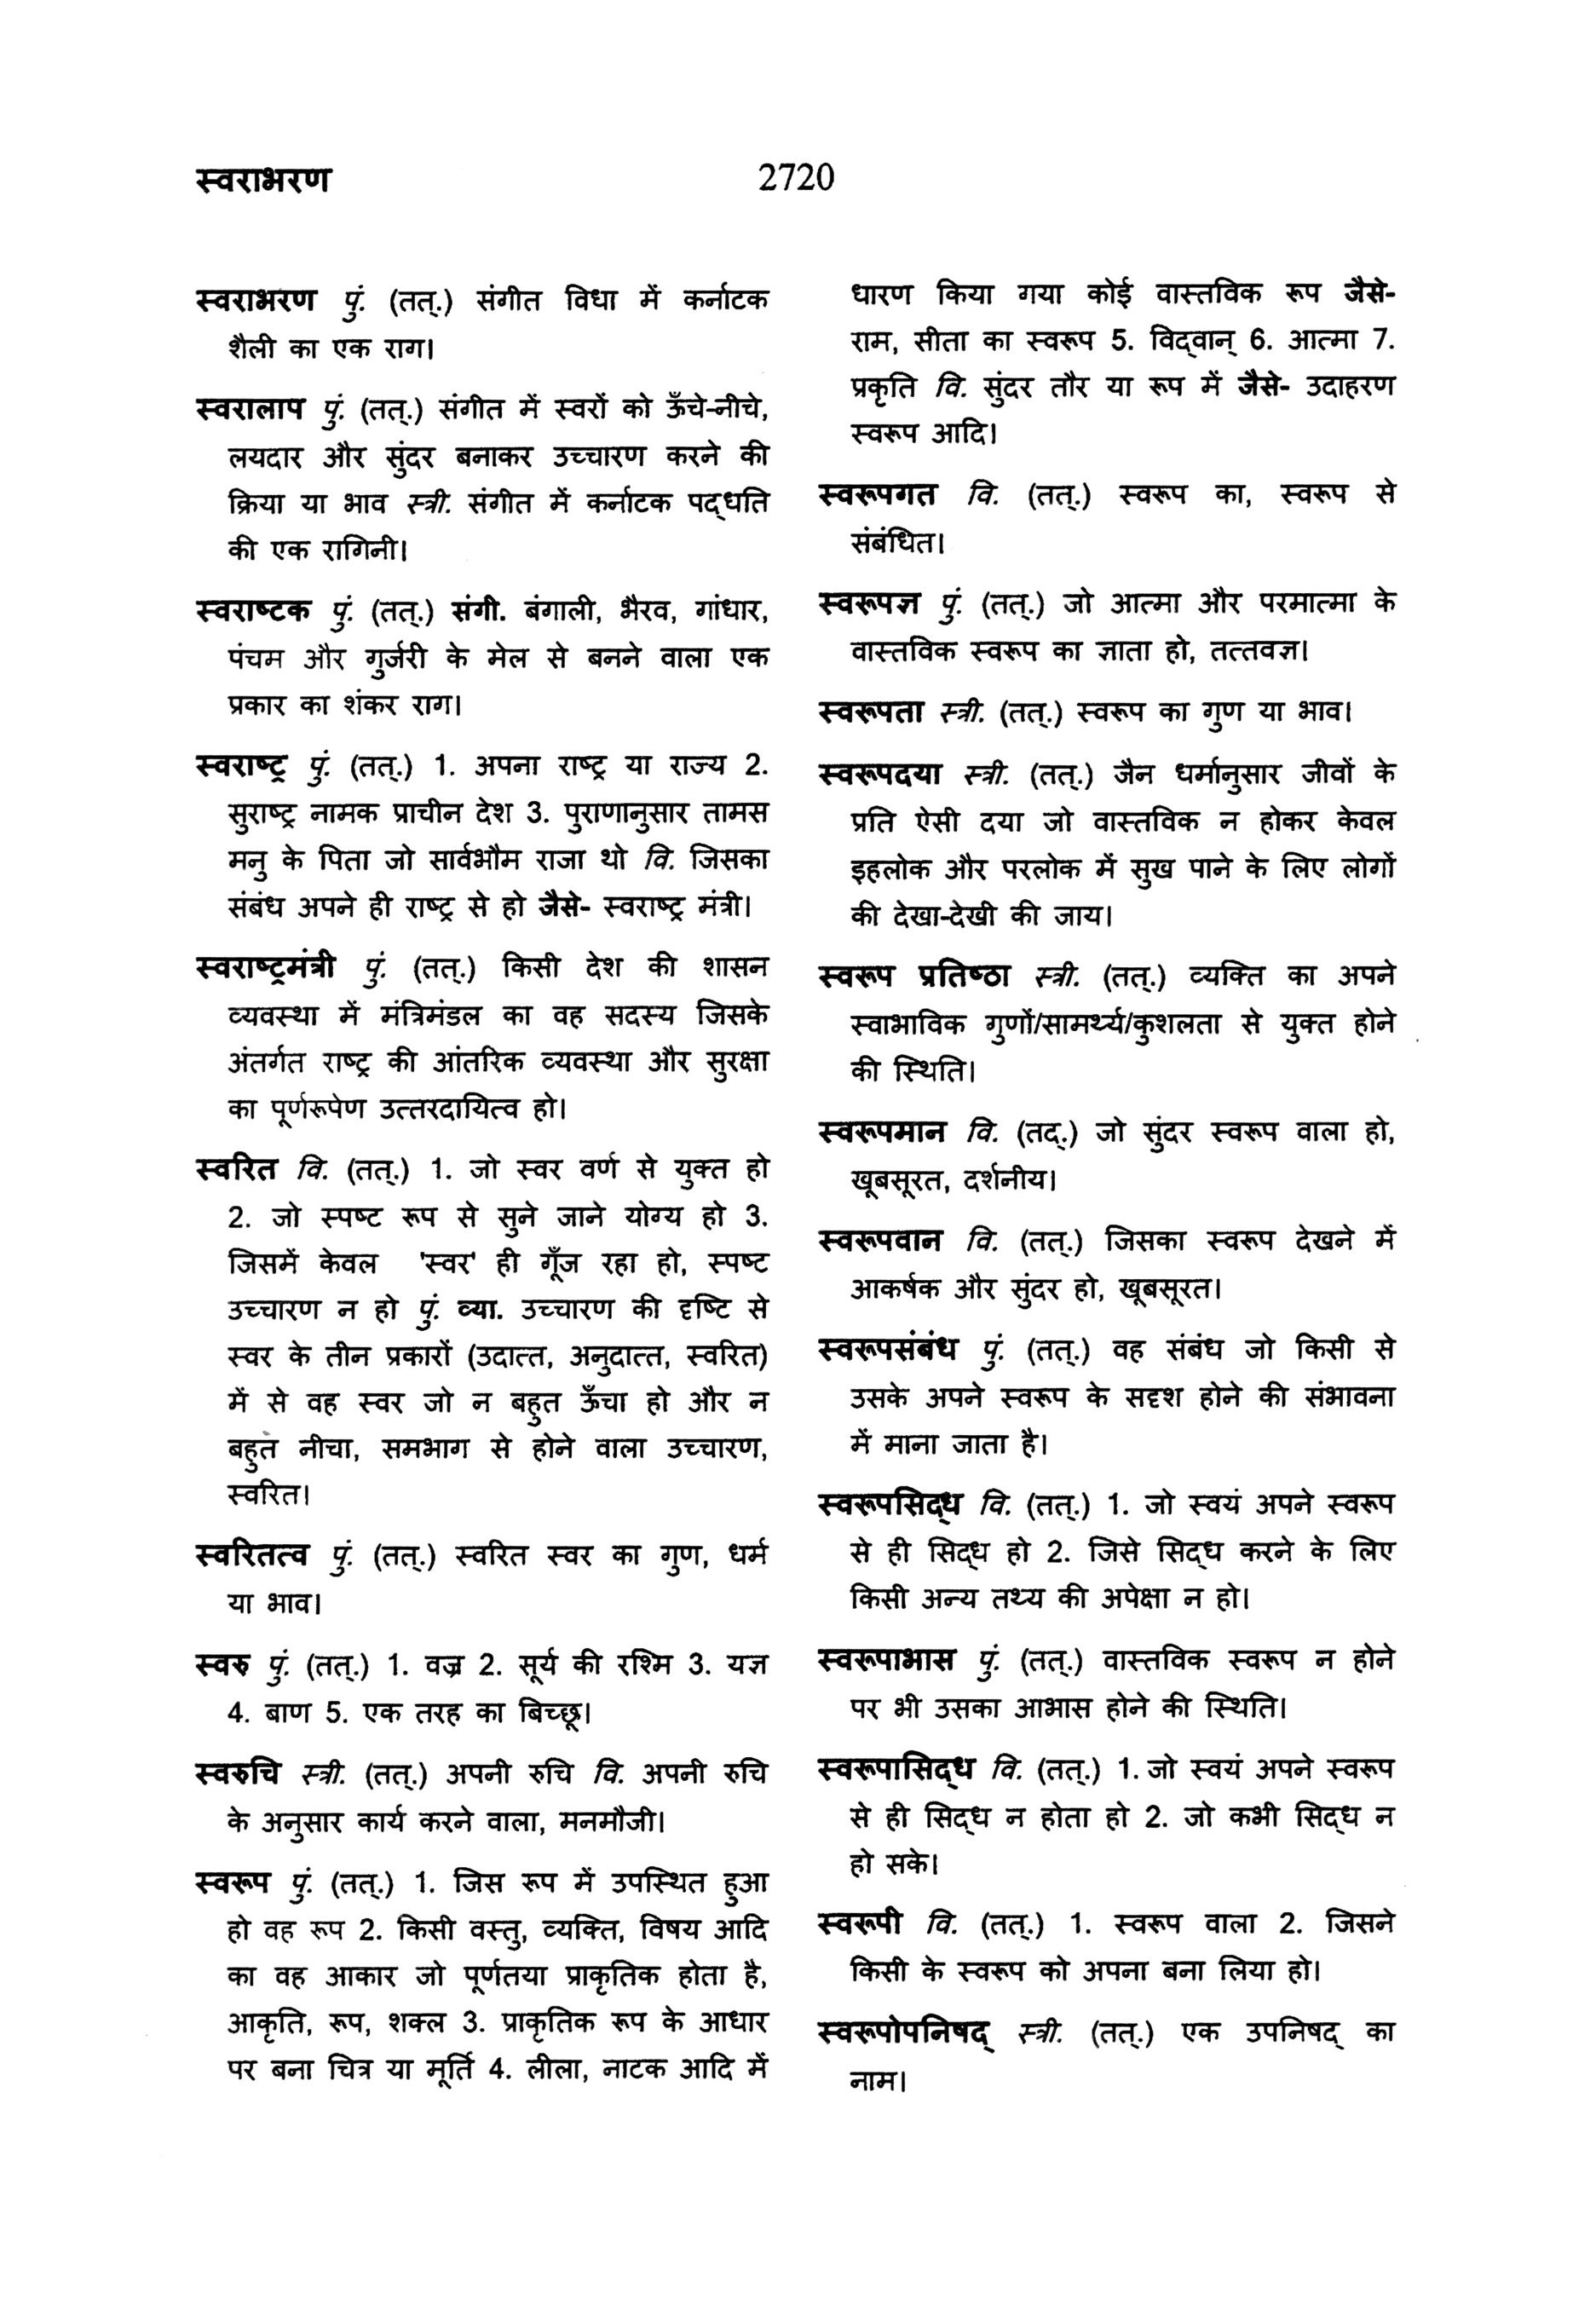 स्वराभरण
2720
स्वराभरण पुं. (तत्.) संगीत विधा में कर्नाटक
शैली का एक राग।
स्वरालाप पुं. (तत्.) संगीत में स्वरों को ऊँचे-नीचे,
लयदार और सुंदर बनाकर उच्चारण करने की
क्रिया या भाव स्त्री. संगीत में कर्नाटक पद्धति
की एक रागिनी।
स्वराष्टक पुं. (तत्.) संगी. बंगाली, भैरव, गांधार,
पंचम और गुर्जरी के मेल से बनने वाला एक
प्रकार का शंकर राग।
स्वराष्ट्र पुं. (तत्.) 1. अपना राष्ट्र या राज्य 2.
सुराष्ट्र नामक प्राचीन देश 3. पुराणानुसार तामस
मनु के पिता जो सार्वभौम राजा थो वि. जिसका
संबंध अपने ही राष्ट्र से हो जैसे- स्वराष्ट्र मंत्री।
स्वराष्ट्रमंत्री पुं. (तत्.) किसी देश की शासन
व्यवस्था में मंत्रिमंडल का वह सदस्य जिसके
अंतर्गत राष्ट्र की आंतरिक व्यवस्था और सुरक्षा
का पूर्णरूपेण उत्तरदायित्व हो।
स्वरित वि. (तत्.) 1. जो स्वर वर्ण से युक्त हो
2. जो स्पष्ट रूप से सुने जाने योग्य हो 3.
जिसमें केवल 'स्वर' ही गूँज रहा हो, स्पष्ट
उच्चारण न हो पुं. व्या. उच्चारण की दृष्टि से
स्वर के तीन प्रकारों (उदात्त, अनुदात्त, स्वरित)
में से वह स्वर जो न बहुत ऊँचा हो और न
बहुत नीचा, समभाग से होने वाला उच्चारण,
स्वरित।
स्वरितत्व पुं. (तत्.) स्वरित स्वर का गुण, धर्म
या भाव।
स्वरु पुं. (तत्.) 1. वज्र 2. सूर्य की रश्मि 3. यज्ञ
4. बाण 5. एक तरह का बिच्छू।
स्वरुचि स्त्री. (तत्.) अपनी रुचि वि. अपनी रुचि
के अनुसार कार्य करने वाला, मनमौजी।
स्वरूप पुं. (तत्.) 1. जिस रूप में उपस्थित हुआ
हो वह रूप 2. किसी वस्तु, व्यक्ति, विषय आदि
का वह आकार जो पूर्णतया प्राकृतिक होता है,
आकृति, रूप, शक्ल 3. प्राकृतिक रूप के आधार
पर बना चित्र या मूर्ति 4. लीला, नाटक आदि में
धारण किया गया कोई वास्तविक रूप जैसे-
राम, सीता का स्वरूप 5. विद्वान् 6. आत्मा 7.
प्रकृति वि. सुंदर तौर या रूप में जैसे- उदाहरण
स्वरूप आदि।
स्वरूपगत वि. (तत्.) स्वरूप का, स्वरूप से
संबंधित।
स्वरूपज्ञ पुं. (तत्.) जो आत्मा और परमात्मा के
वास्तविक स्वरूप का ज्ञाता हो, तत्तवज्ञ।
स्वरूपता स्त्री. (तत्.) स्वरूप का गुण या भाव।
स्वरूपदया स्त्री. (तत्.) जैन धर्मानुसार जीवों के
प्रति ऐसी दया जो वास्तविक न होकर केवल
इहलोक और परलोक में सुख पाने के लिए लोगों
की देखा-देखी की जाय।
स्वरूप प्रतिष्ठा स्त्री. (तत्.) व्यक्ति का अपने
स्वाभाविक गुणों/सामर्थ्य/कुशलता से युक्त होने
की स्थिति।
स्वरूपमान वि. (तद्.) जो सुंदर स्वरूप वाला हो,
खूबसूरत, दर्शनीय।
स्वरूपवान वि. (तत्.) जिसका स्वरूप देखने में
आकर्षक और सुंदर हो, खूबसूरत।
स्वरूपसंबंध पुं. (तत्.) वह संबंध जो किसी से
उसके अपने स्वरूप के सदृश होने की संभावना
में माना जाता है।
स्वरूपसिद्ध वि. (तत्.) 1. जो स्वयं अपने स्वरूप
से ही सिद्ध हो 2. जिसे सिद्ध करने के लिए
किसी अन्य तथ्य की अपेक्षा न हो।
स्वरूपाभास पुं. (तत्.) वास्तविक स्वरूप न होने
पर भी उसका आभास होने की स्थिति।
स्वरूपासिद्ध वि. (तत्.) 1. जो स्वयं अपने स्वरूप
से ही सिद्ध न होता हो 2. जो कभी सिद्ध न
हो सके।
स्वरूपी वि. (तत्.) 1. स्वरूप वाला 2. जिसने
किसी के स्वरूप को अपना बना लिया हो।
स्वरूपोपनिषद् स्त्री. (तत्.) एक उपनिषद् का
नाम।